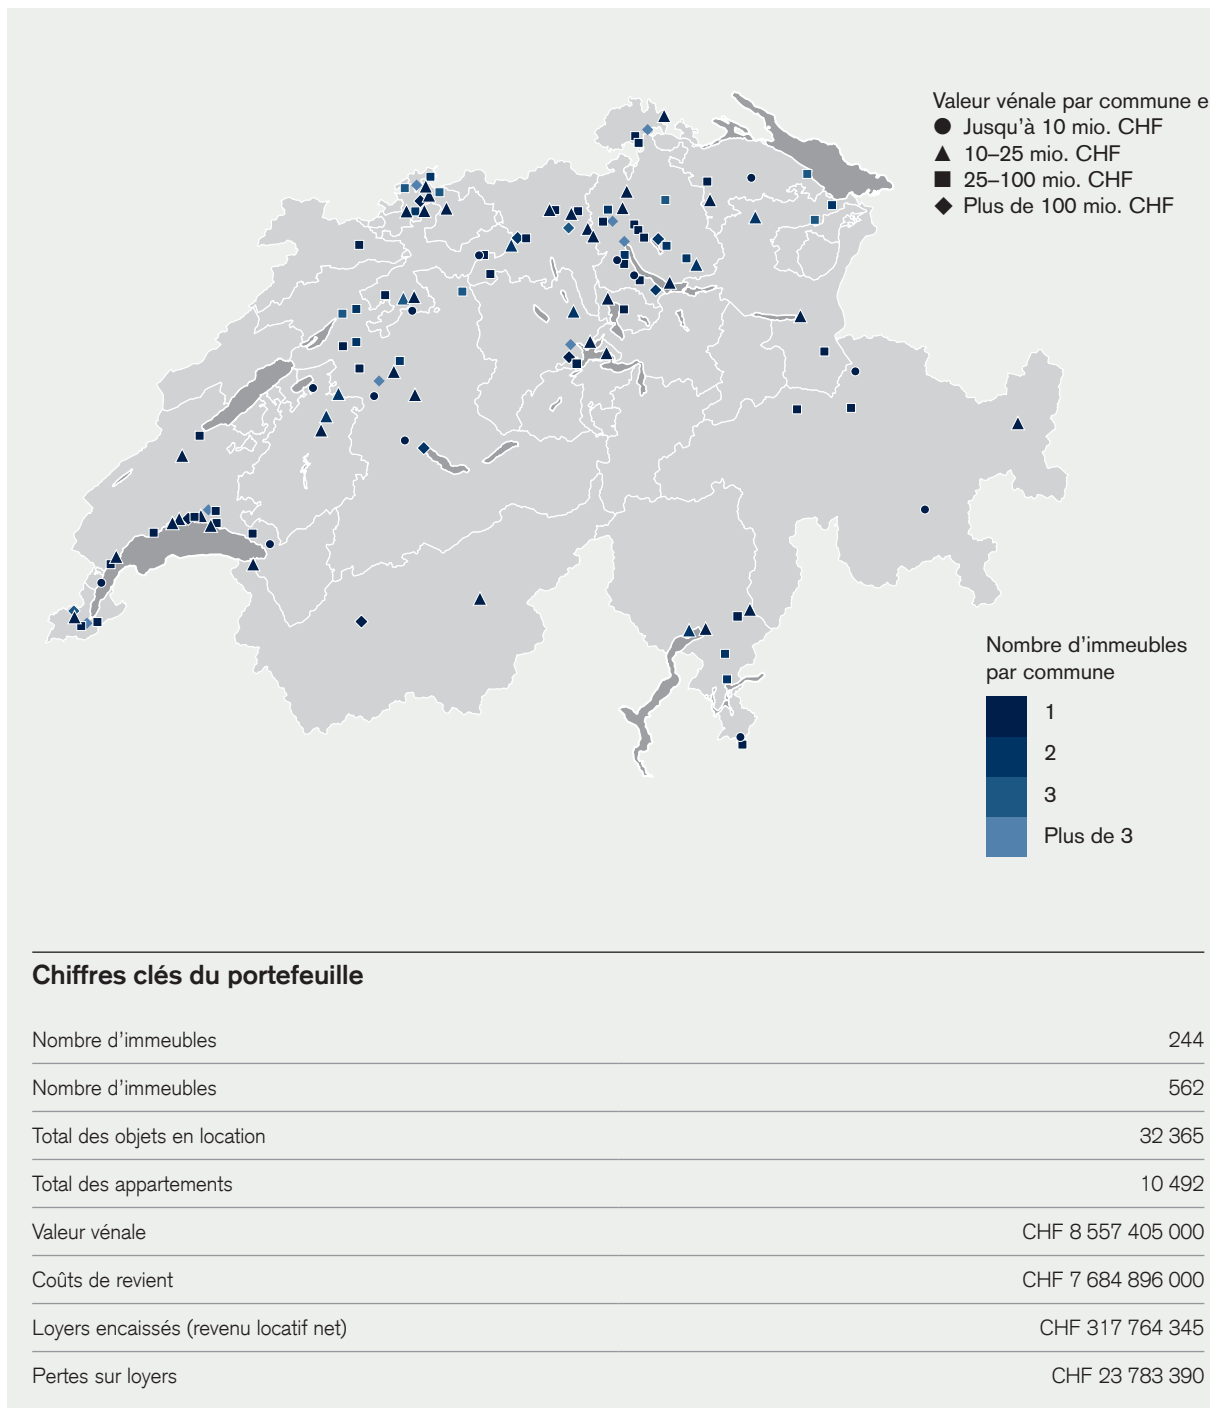 Valeur vénale par commune e
Jusqu'à 10 mio. CHF
10–25 mio. CHF
25–100 mio. CHF
Plus de 100 mio. CHF
Nombre d'immeubles
par commune
1
2
3
Plus de 3
Chiffres clés du portefeuille
Nombre d'immeubles 244
Nombre d'immeubles 562
Total des objets en location 32 365
Total des appartements 10 492
Valeur vénale CHF 8 557 405 000
Coûts de revient CHF 7 684 896 000
Loyers encaissés (revenu locatif net) CHF 317 764 345
Pertes sur loyers CHF 23 783 390